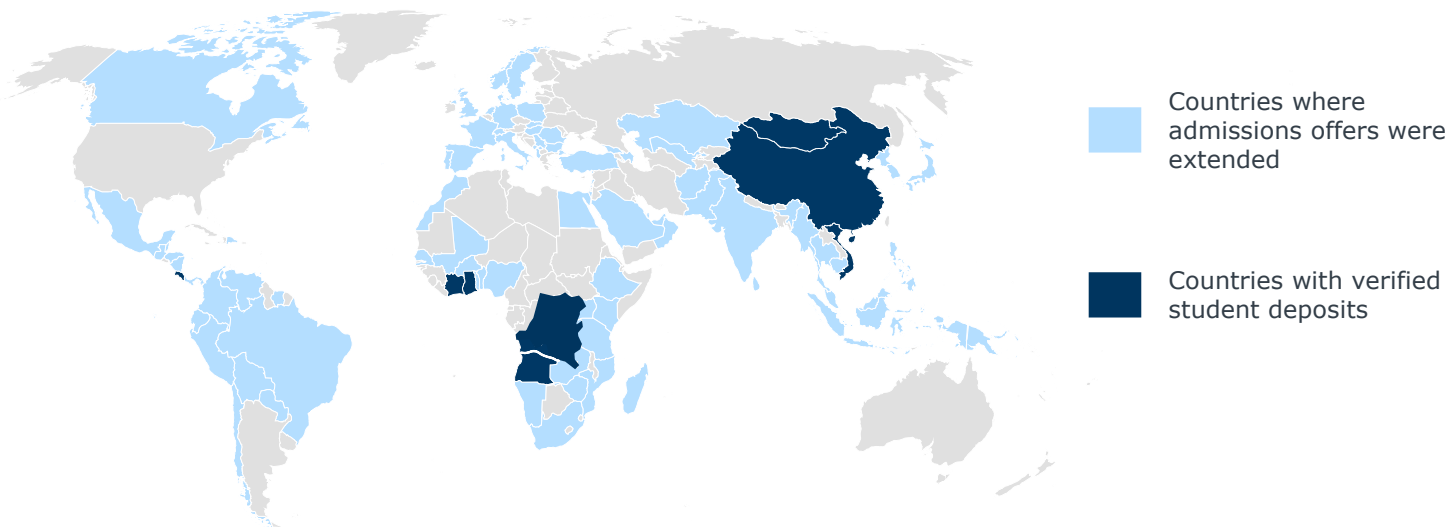 Countries where
admissions offers were
extended
Countries with verified
student deposits